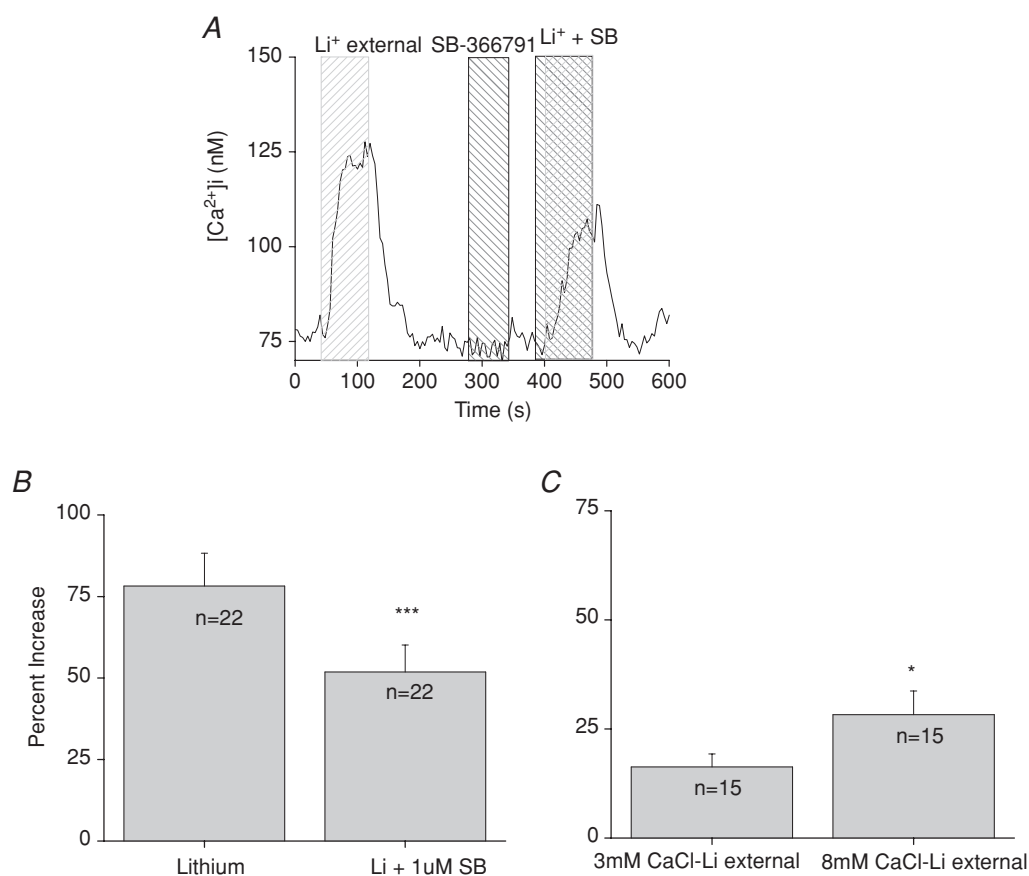 A
Li⁺ external SB-366791 Li⁺ + SB
150
125
100
75
[Ca²⁺]i (nM)
0 100 200 300 400 500 600
Time (s)
B
100
75
50
25
0
Percent Increase
n=22
***
n=22
Lithium Li + 1uM SB
C
75
50
25
0
*
n=15
n=15
3mM CaCl-Li external 8mM CaCl-Li external